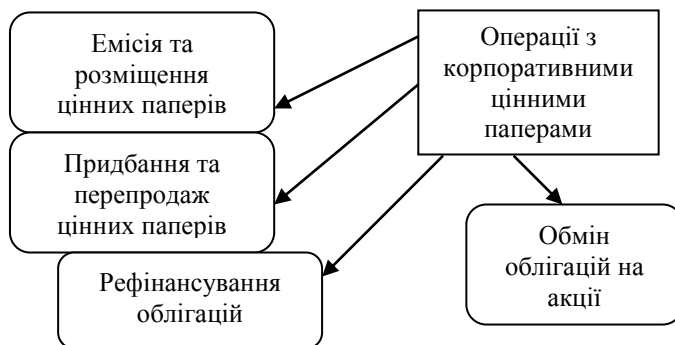 Емісія та
розміщення
цінних паперів
Операції з
корпоративними
цінними
паперами
Придбання та
перепродаж
цінних паперів
Обмін
облігацій на
акції
Рефінансування
облігацій